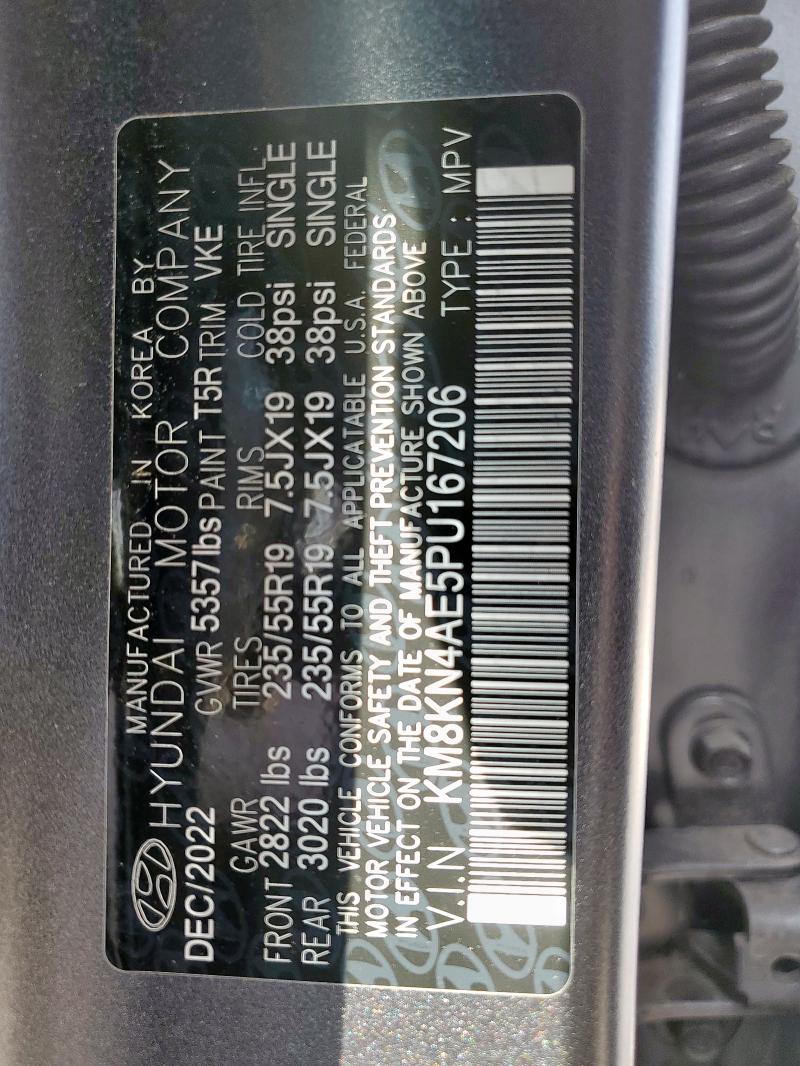 MANUFACTURED IN KOREA BY
HYUNDAI MOTOR COMPANY
DEC/2022 GVWR 5357lbs PAINT T5R TRIM VKE
GAWR TIRES RIMS COLD TIRE INFL.
FRONT 2822 lbs 235/55R19 7.5JX19 38psi SINGLE
REAR 3020 lbs 235/55R19 7.5JX19 38psi SINGLE
THIS VEHICLE CONFORMS TO ALL APPLICATABLE U.S.A. FEDERAL
MOTOR VEHICLE SAFETY AND THEFT PREVENTION STANDARDS
IN EFFECT ON THE DATE OF MANUFACTURE SHOWN ABOVE
V.I.N KM8KN4AE5PU167206 TYPE : MPV